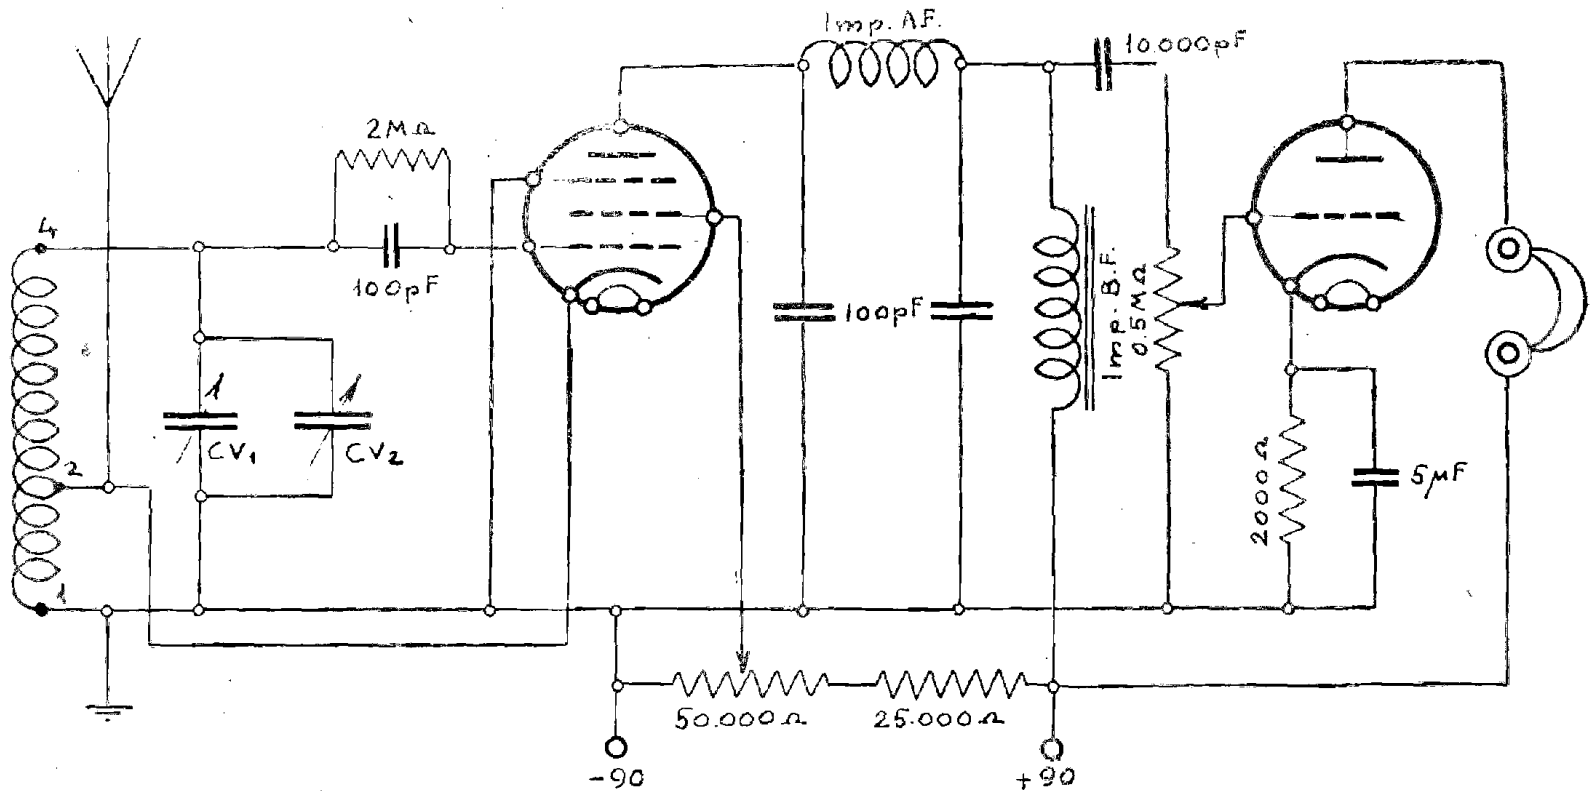 Imp. A.F.
10.000pF
2MΩ
4
100pF
100pF
Imp. B.F.
0.5MΩ
CV1
CV2
2
2000Ω
5µF
1
50.000Ω
25.000Ω
-90
+90